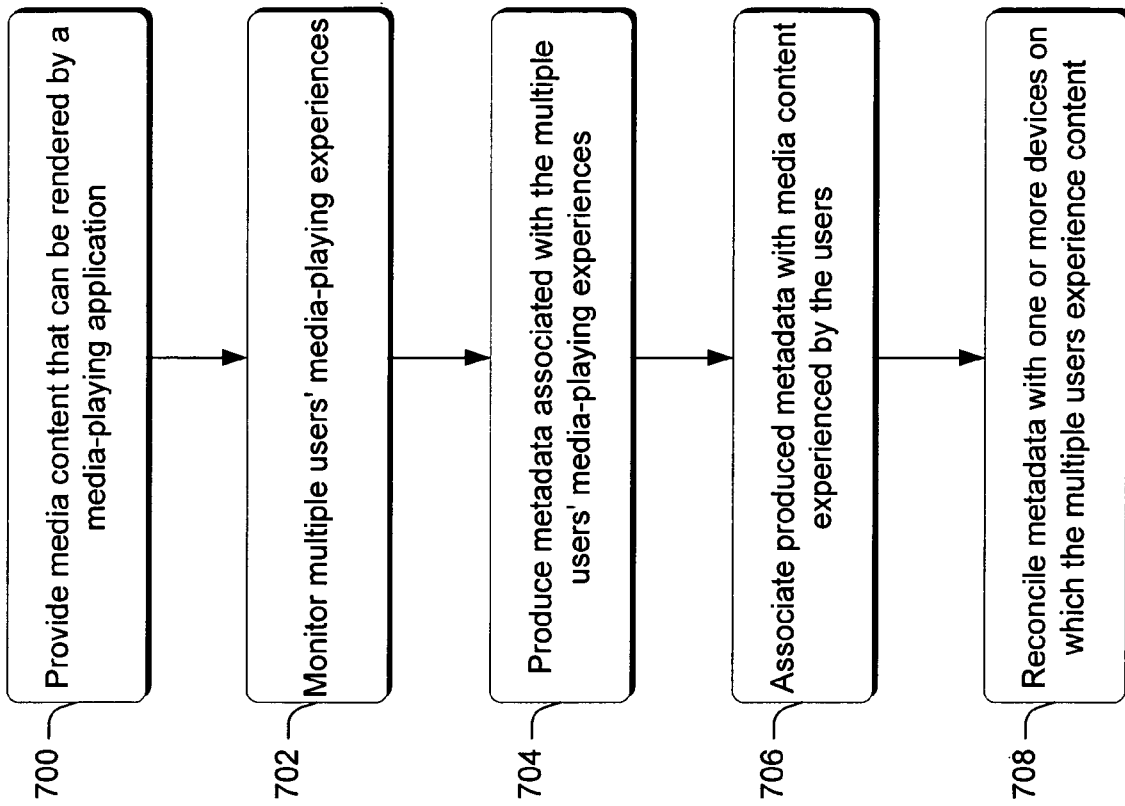 700
Provide media content that can be rendered by a
media-playing application
702
Monitor multiple users' media-playing experiences
704
Produce metadata associated with the multiple
users' media-playing experiences
706
Associate produced metadata with media content
experienced by the users
708
Reconcile metadata with one or more devices on
which the multiple users experience content